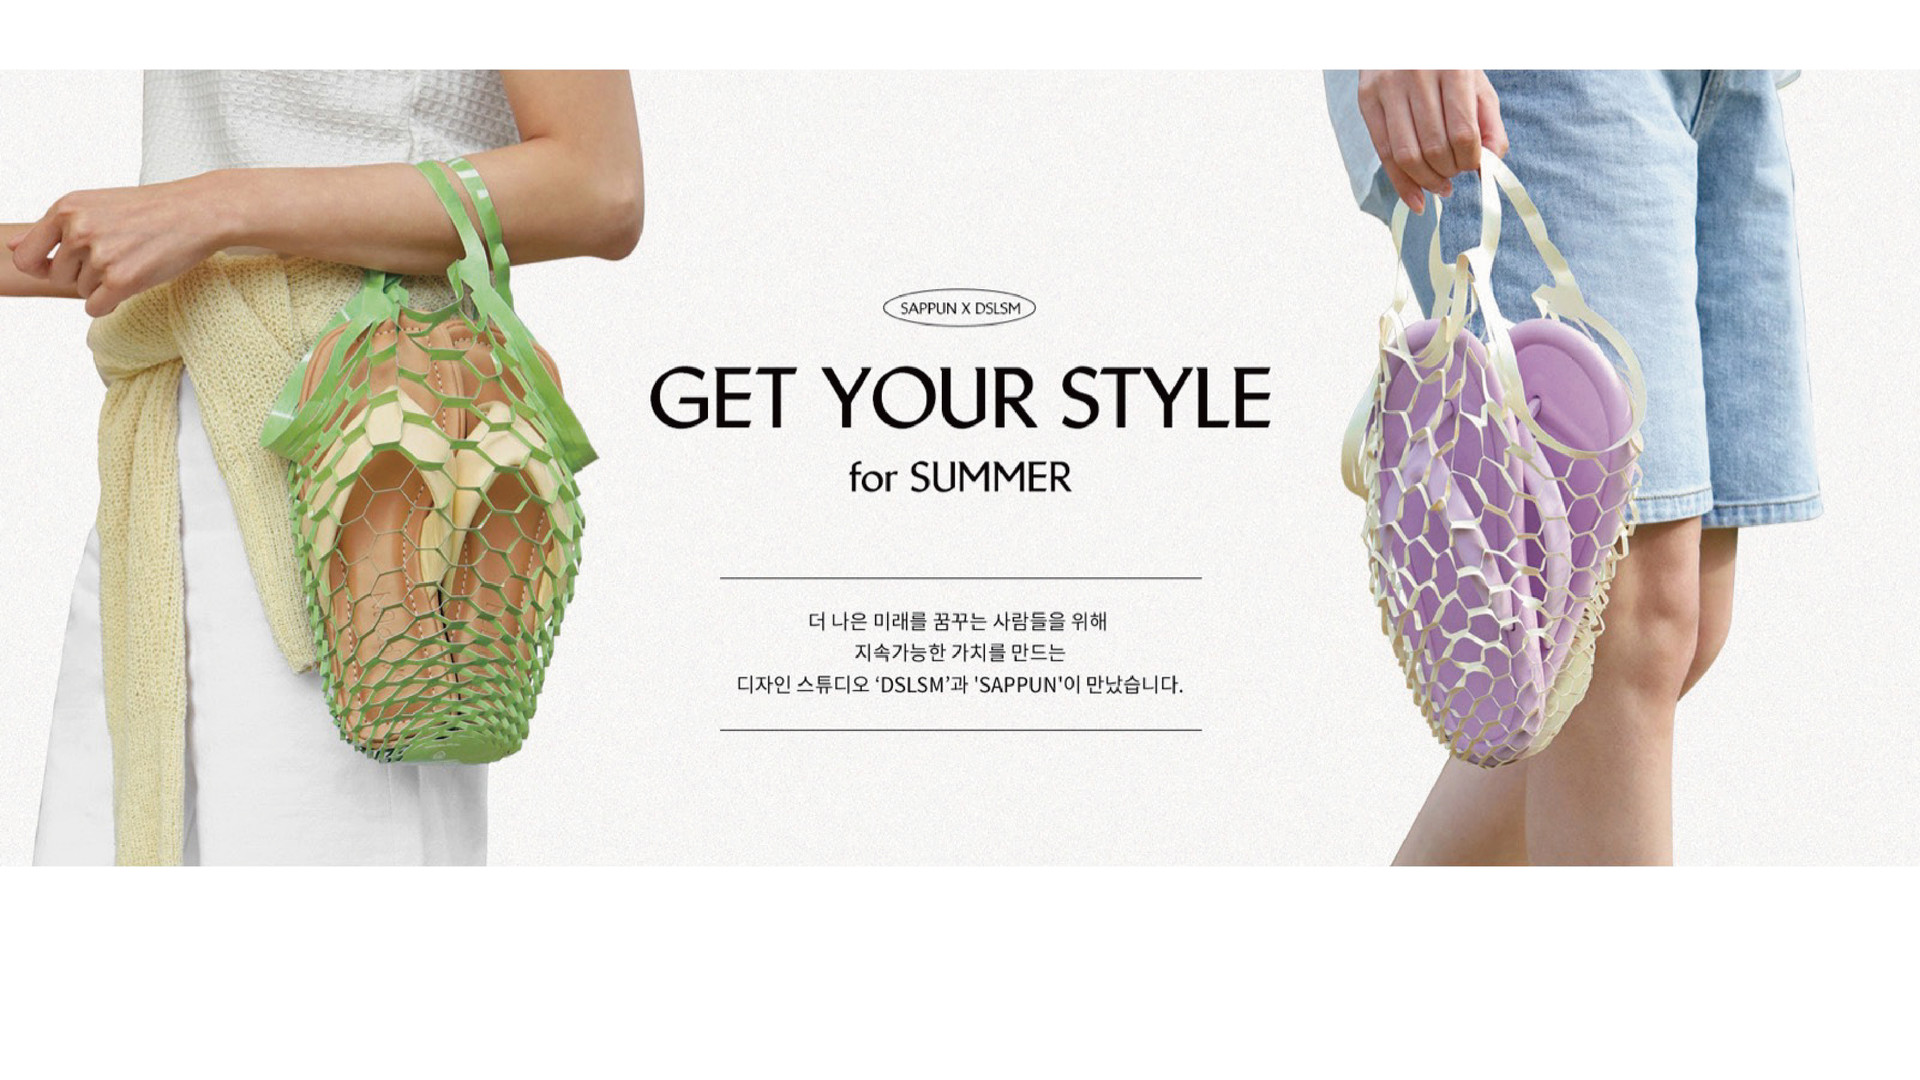 SAPPUN X DSLSM
GET YOUR STYLE
for SUMMER
더 나은 미래를 꿈꾸는 사람들을 위해
지속가능한 가치를 만드는
디자인 스튜디오 ‘DSLSM’과 'SAPPUN'이 만났습니다.